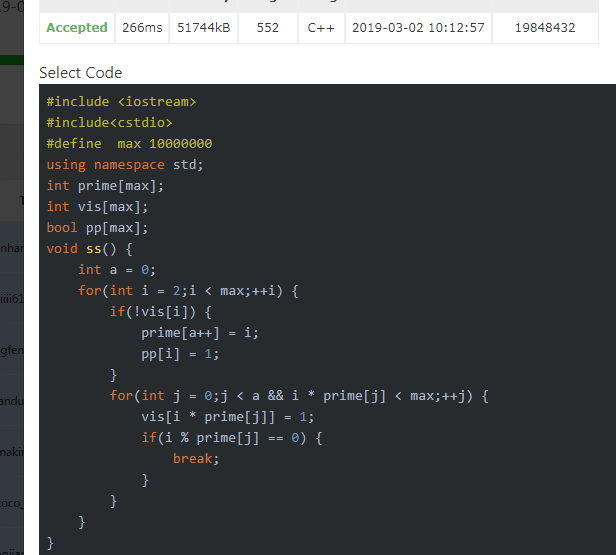 Accepted 266ms 51744kB 552 C++ 2019-03-02 10:12:57 19848432
Select Code
#include <iostream>
#include<cstdio>
#define  max 10000000
using namespace std;
int prime[max];
int vis[max];
bool pp[max];
void ss() {
    int a = 0;
    for(int i = 2;i < max;++i) {
        if(!vis[i]) {
            prime[a++] = i;
            pp[i] = 1;
        }
        for(int j = 0;j < a && i * prime[j] < max;++j) {
            vis[i * prime[j]] = 1;
            if(i % prime[j] == 0) {
                break;
            }
        }
    }
}